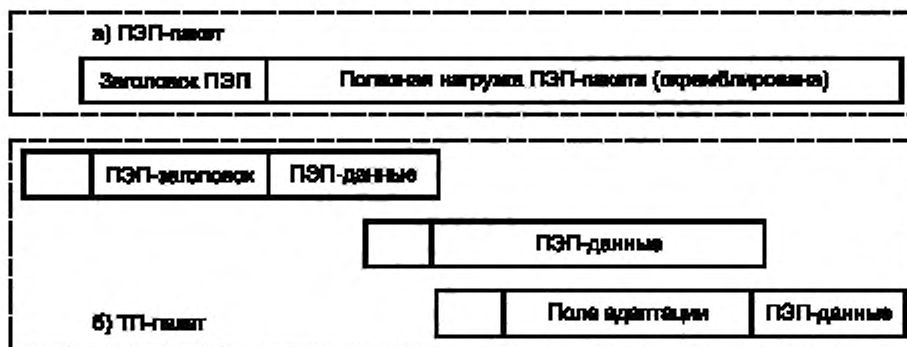 а) ПЭП-пакет
Заголовок ПЭП Полезная нагрузка ПЭП-пакета (скремблирована)
ПЭП-заголовок ПЭП-данные
ПЭП-данные
Поле адаптации ПЭП-данные
б) ТП-пакет